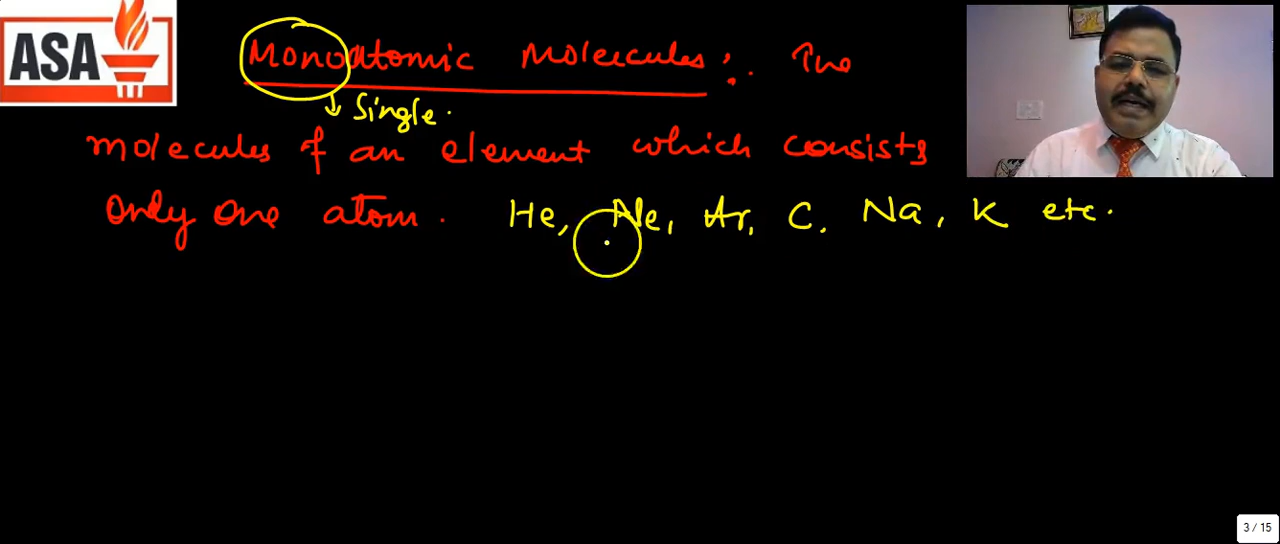 ASA
Monoatomic Molecules :. The
↓ Single.
molecules of an element which consists
only one atom. He, Ne, Ar, C, Na, K etc.
3 / 15